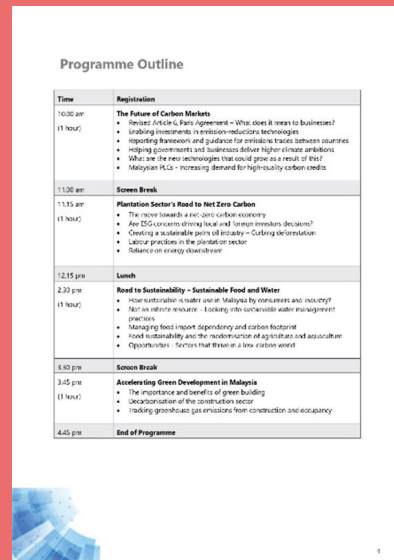 Programme Outline
Time Registration
10.00 am The Future of Carbon Markets
(1 hour) • Revised Article 6, Paris Agreement – What does it mean to businesses?
• Enabling investments in emission-reductions technologies
• Reporting framework and guidance for emissions trades between countries
• Helping governments and businesses deliver higher climate ambitions
• What are the new technologies that could grow as a result of this?
• Malaysian PLCs – Increasing demand for high-quality carbon credits
11.00 am Screen Break
11.15 am Plantation Sector's Road to Net Zero Carbon
(1 hour) • The move towards a net-zero carbon economy
• Are ESG concerns driving local and foreign investors decisions?
• Creating a sustainable palm oil industry – Curbing deforestation
• Labour practices in the plantation sector
• Reliance on energy downstream
12.15 pm Lunch
2.30 pm Road to Sustainability – Sustainable Food and Water
(1 hour) • How sustainable is water use in Malaysia by consumers and industry?
• Not an infinite resource – Looking into sustainable water management
practices
• Managing food import dependency and carbon footprint
• Food sustainability and the modernisation of agriculture and aquaculture
• Opportunities – Sectors that thrive in a low-carbon world
3.30 pm Screen Break
3.45 pm Accelerating Green Development in Malaysia
(1 hour) • The importance and benefits of green building
• Decarbonisation of the construction sector
• Tracking greenhouse gas emissions from construction and occupancy
4.45 pm End of Programme